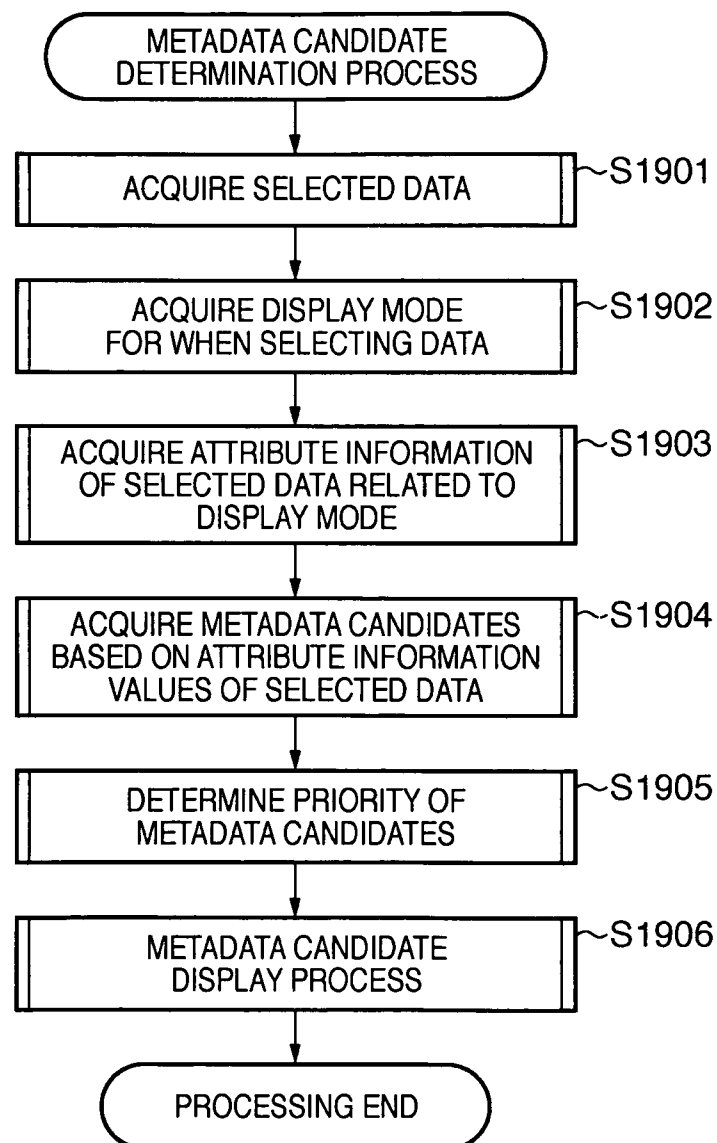 METADATA CANDIDATE
DETERMINATION PROCESS
ACQUIRE SELECTED DATA
~S1901
ACQUIRE DISPLAY MODE
FOR WHEN SELECTING DATA
~S1902
ACQUIRE ATTRIBUTE INFORMATION
OF SELECTED DATA RELATED TO
DISPLAY MODE
~S1903
ACQUIRE METADATA CANDIDATES
BASED ON ATTRIBUTE INFORMATION
VALUES OF SELECTED DATA
~S1904
DETERMINE PRIORITY OF
METADATA CANDIDATES
~S1905
METADATA CANDIDATE
DISPLAY PROCESS
~S1906
PROCESSING END